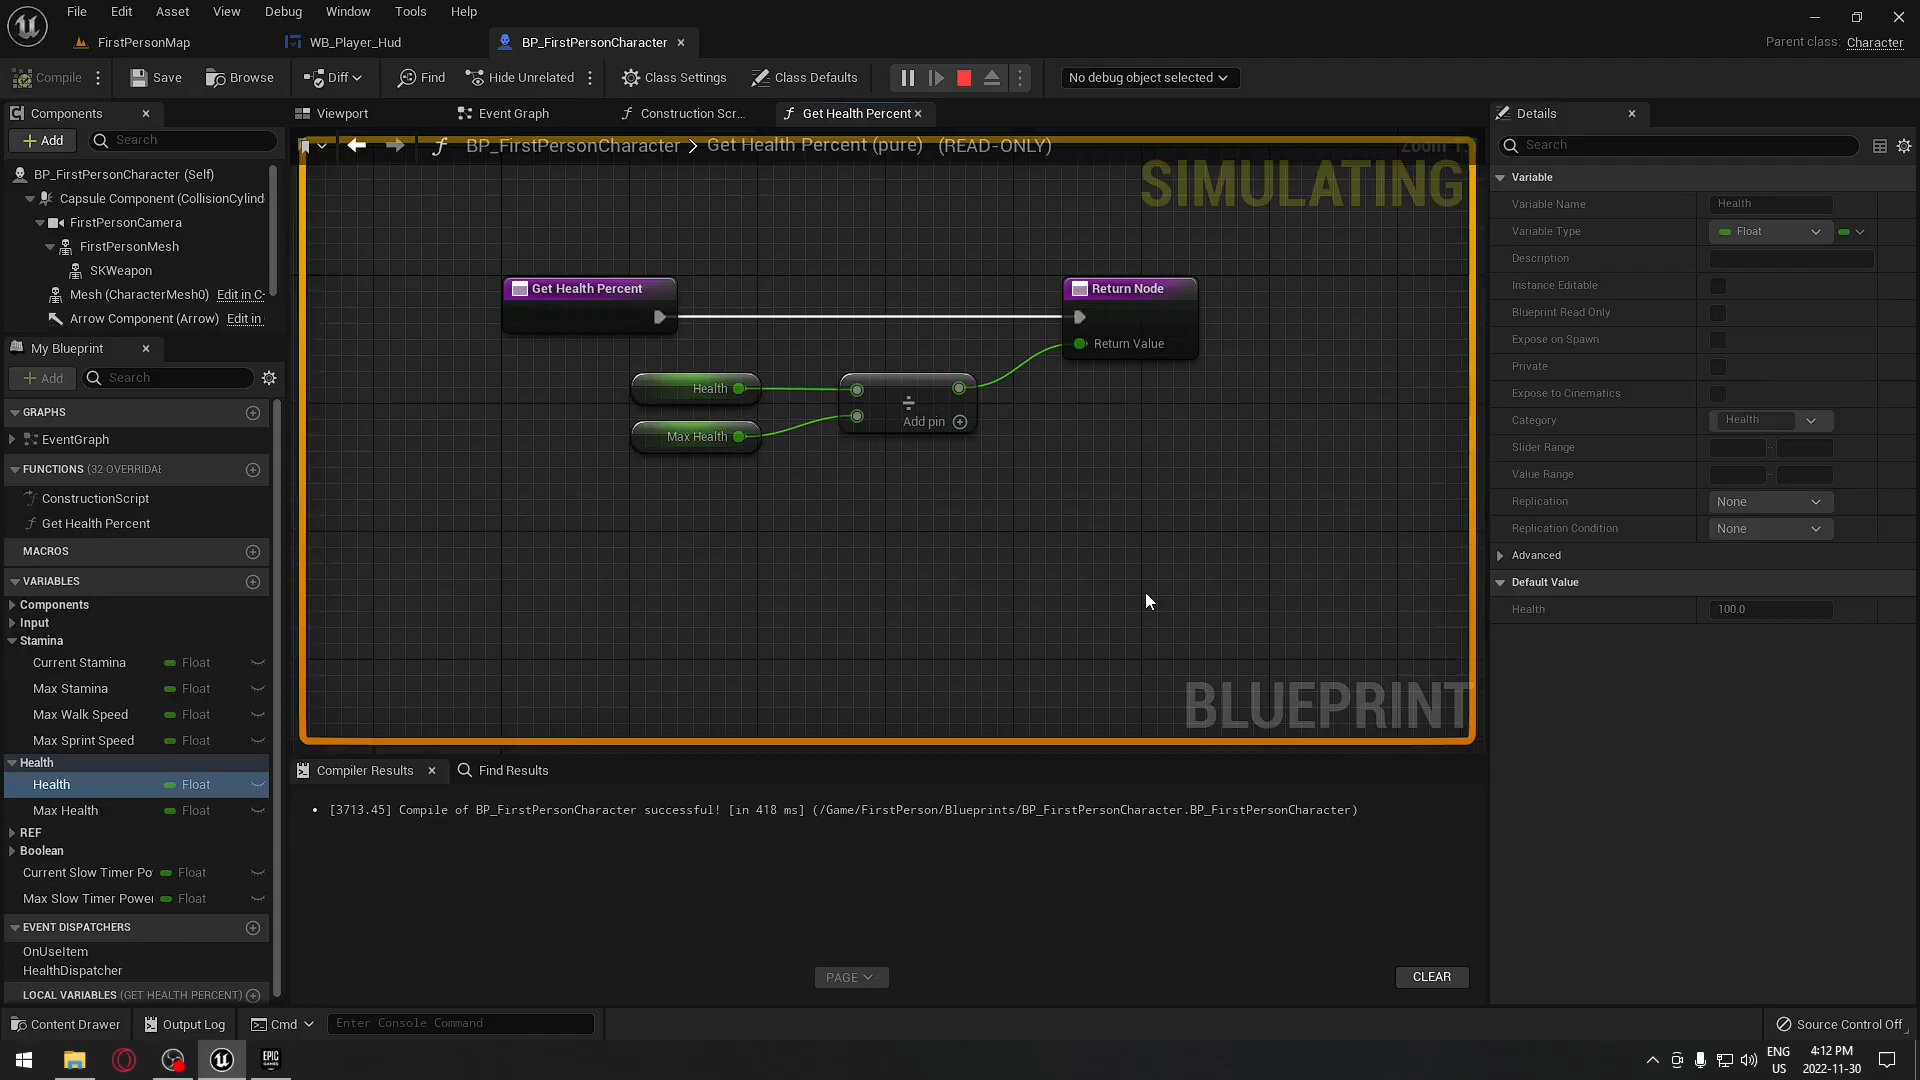 File Edit Asset View Debug Window Tools Help
FirstPersonMap WB_Player_Hud BP_FirstPersonCharacter Parent class: Character
Compile Save Browse Diff Find Hide Unrelated Class Settings Class Defaults No debug object selected
Components Viewport Event Graph Construction Scr... Get Health Percent Details
Add Search
BP_FirstPersonCharacter > Get Health Percent (pure) (READ-ONLY)
Search
BP_FirstPersonCharacter (Self)
Capsule Component (CollisionCylind
FirstPersonCamera
FirstPersonMesh
SKWeapon
Mesh (CharacterMesh0) Edit in C-
Arrow Component (Arrow) Edit in
SIMULATING
Get Health Percent
Return Node
Return Value
Health
Max Health
Add pin
BLUEPRINT
My Blueprint
Add Search
GRAPHS
EventGraph
FUNCTIONS (32 OVERRIDAE
ConstructionScript
Get Health Percent
MACROS
VARIABLES
Components
Input
Stamina
Current Stamina Float
Max Stamina Float
Max Walk Speed Float
Max Sprint Speed Float
Health
Health Float
Max Health Float
REF
Boolean
Current Slow Timer Po Float
Max Slow Timer Power Float
EVENT DISPATCHERS
OnUseItem
HealthDispatcher
LOCAL VARIABLES (GET HEALTH PERCENT)
Compiler Results Find Results
[3713.45] Compile of BP_FirstPersonCharacter successful! [in 418 ms] (/Game/FirstPerson/Blueprints/BP_FirstPersonCharacter.BP_FirstPersonCharacter)
PAGE CLEAR
Variable
Variable Name Health
Variable Type Float
Description
Instance Editable
Blueprint Read Only
Expose on Spawn
Private
Expose to Cinematics
Category Health
Slider Range
Value Range
Replication None
Replication Condition None
Advanced
Default Value
Health 100.0
Content Drawer Output Log Cmd Enter Console Command Source Control Off
EPIC GAMES
ENG 4:12 PM
US 2022-11-30